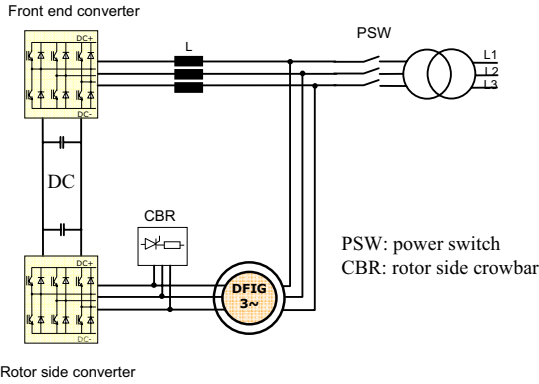 Front end converter
DC+
DC-
L
PSW
L1
L2
L3
DC
CBR
PSW: power switch
CBR: rotor side crowbar
DC+
DC-
DFIG
3~
Rotor side converter